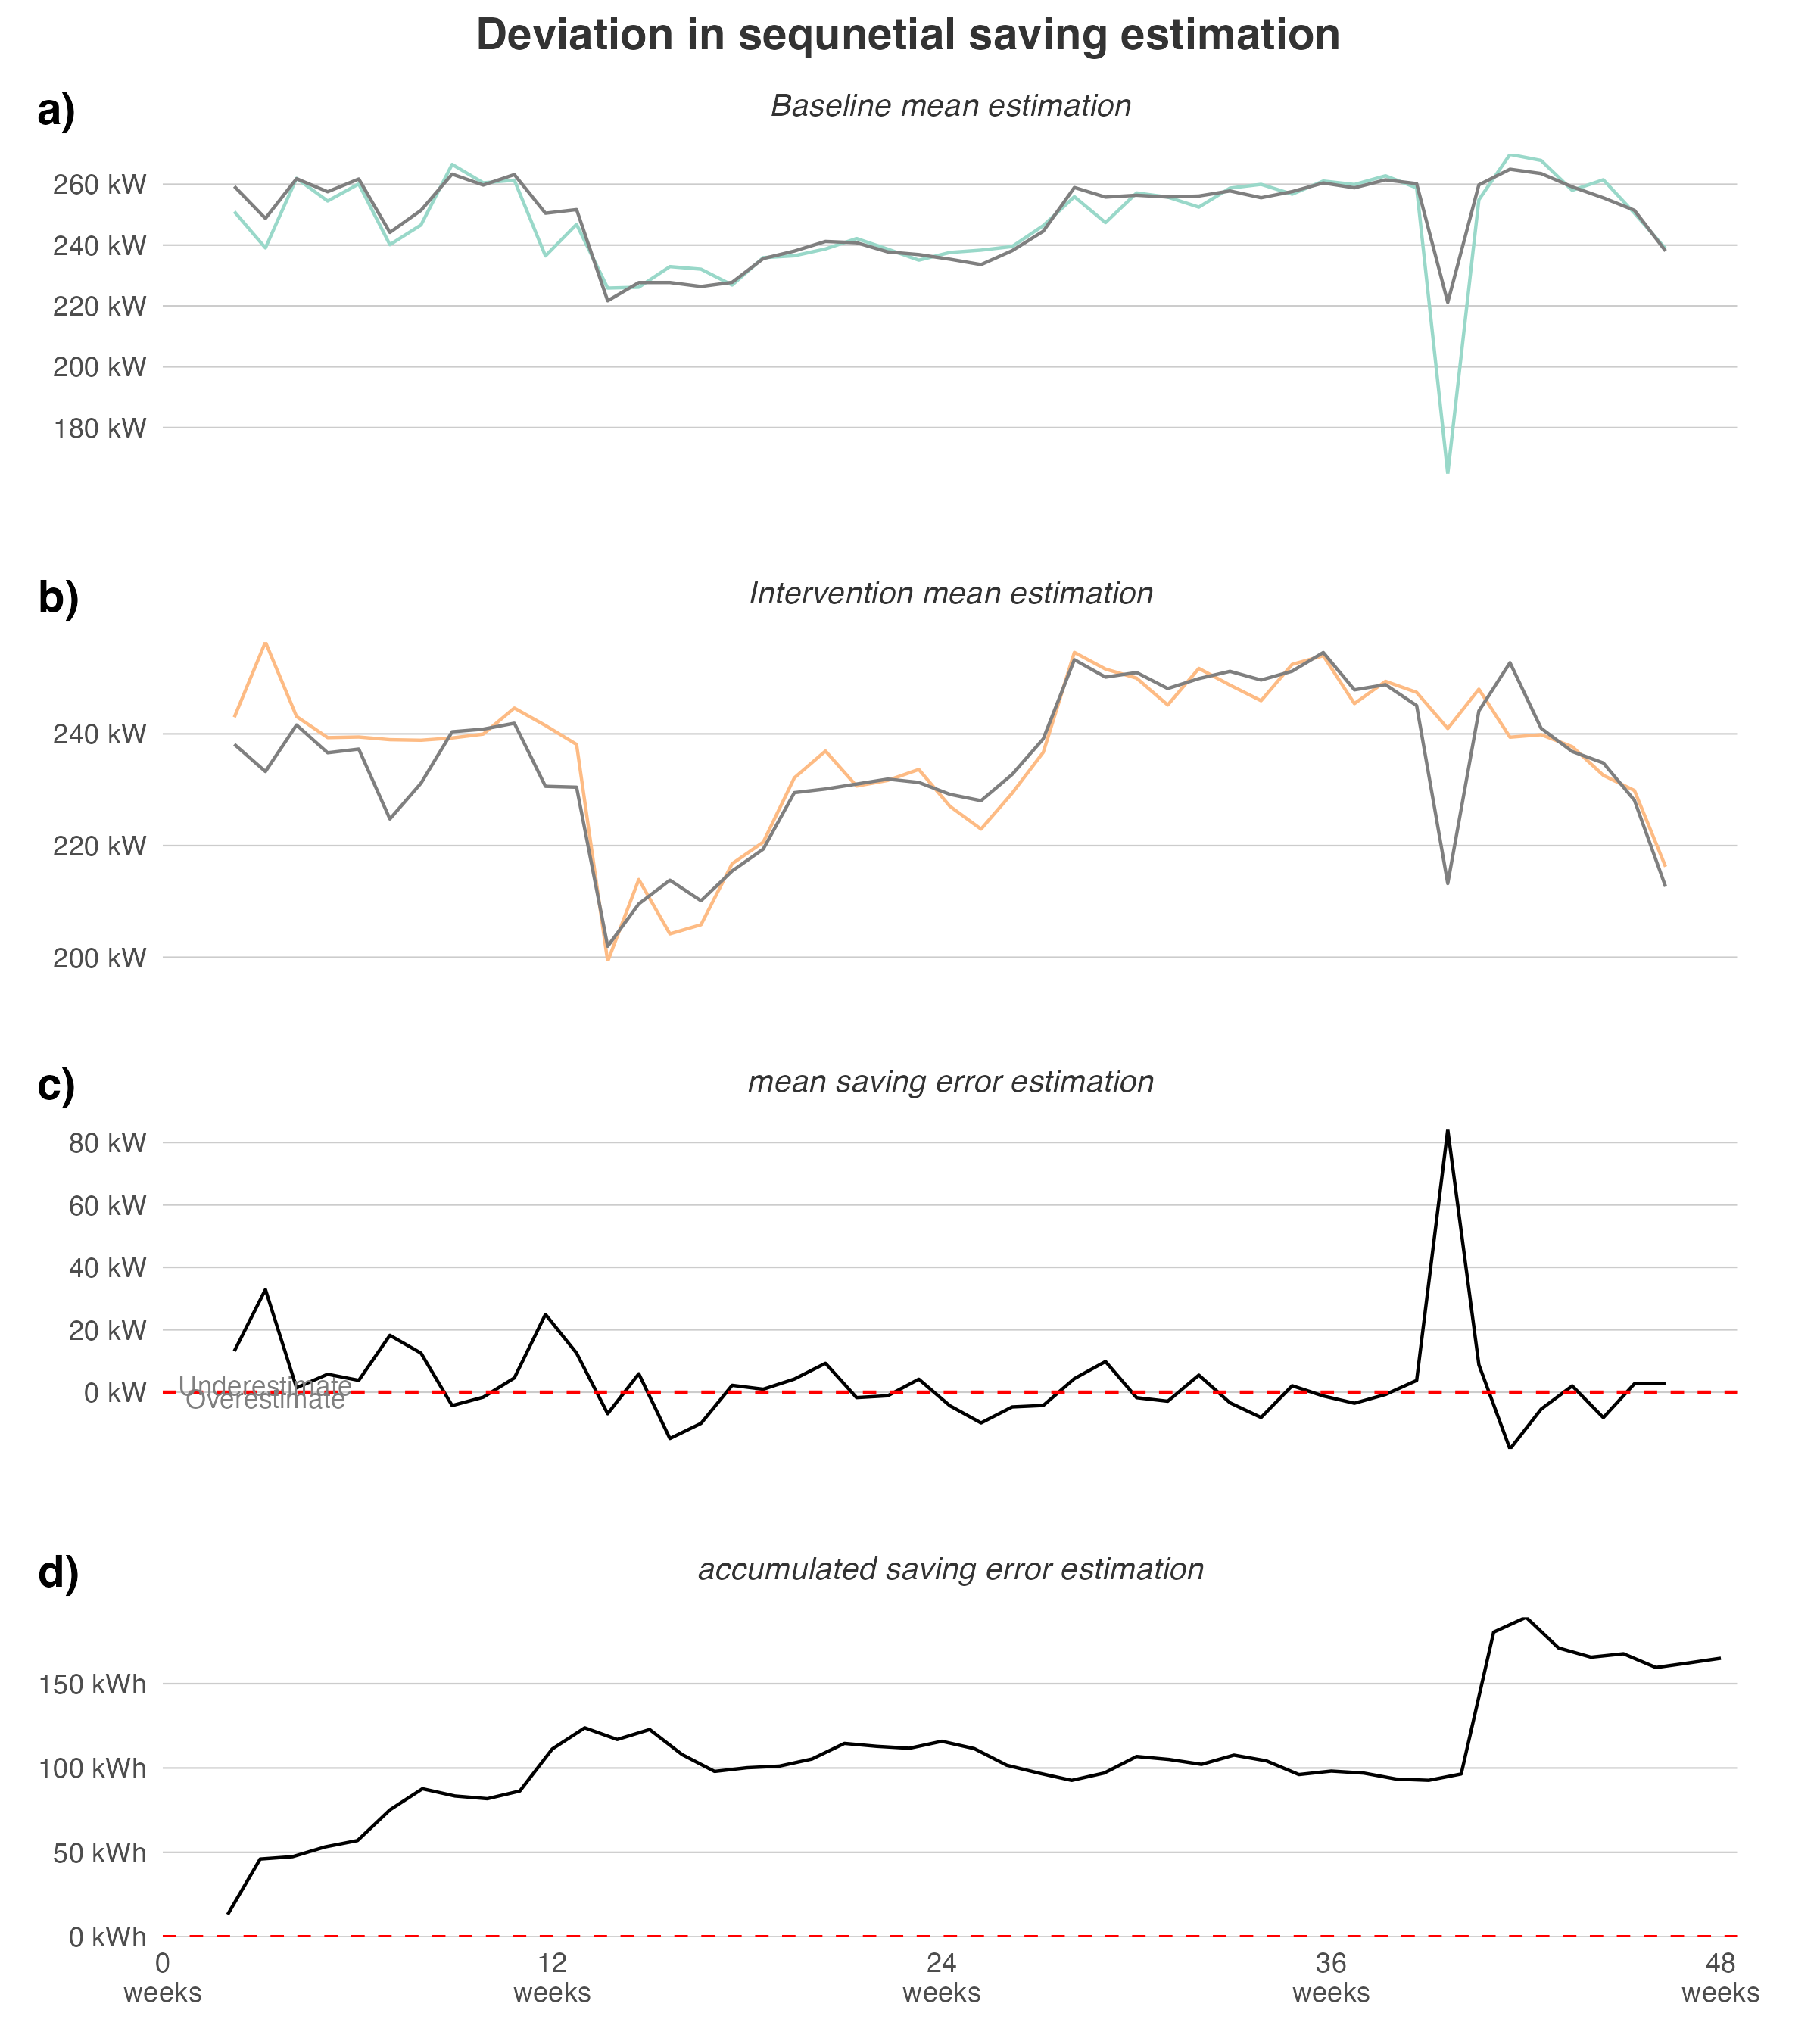 Deviation in sequnetial saving estimation
a)
Baseline mean estimation
260 kW
240 kW
220 kW
200 kW
180 kW
b)
Intervention mean estimation
240 kW
220 kW
200 kW
c)
mean saving error estimation
80 kW
60 kW
40 kW
20 kW
0 kW
Underestimate
Overestimate
d)
accumulated saving error estimation
150 kWh
100 kWh
50 kWh
0 kWh
0 12 24 36 48
weeks weeks weeks weeks weeks